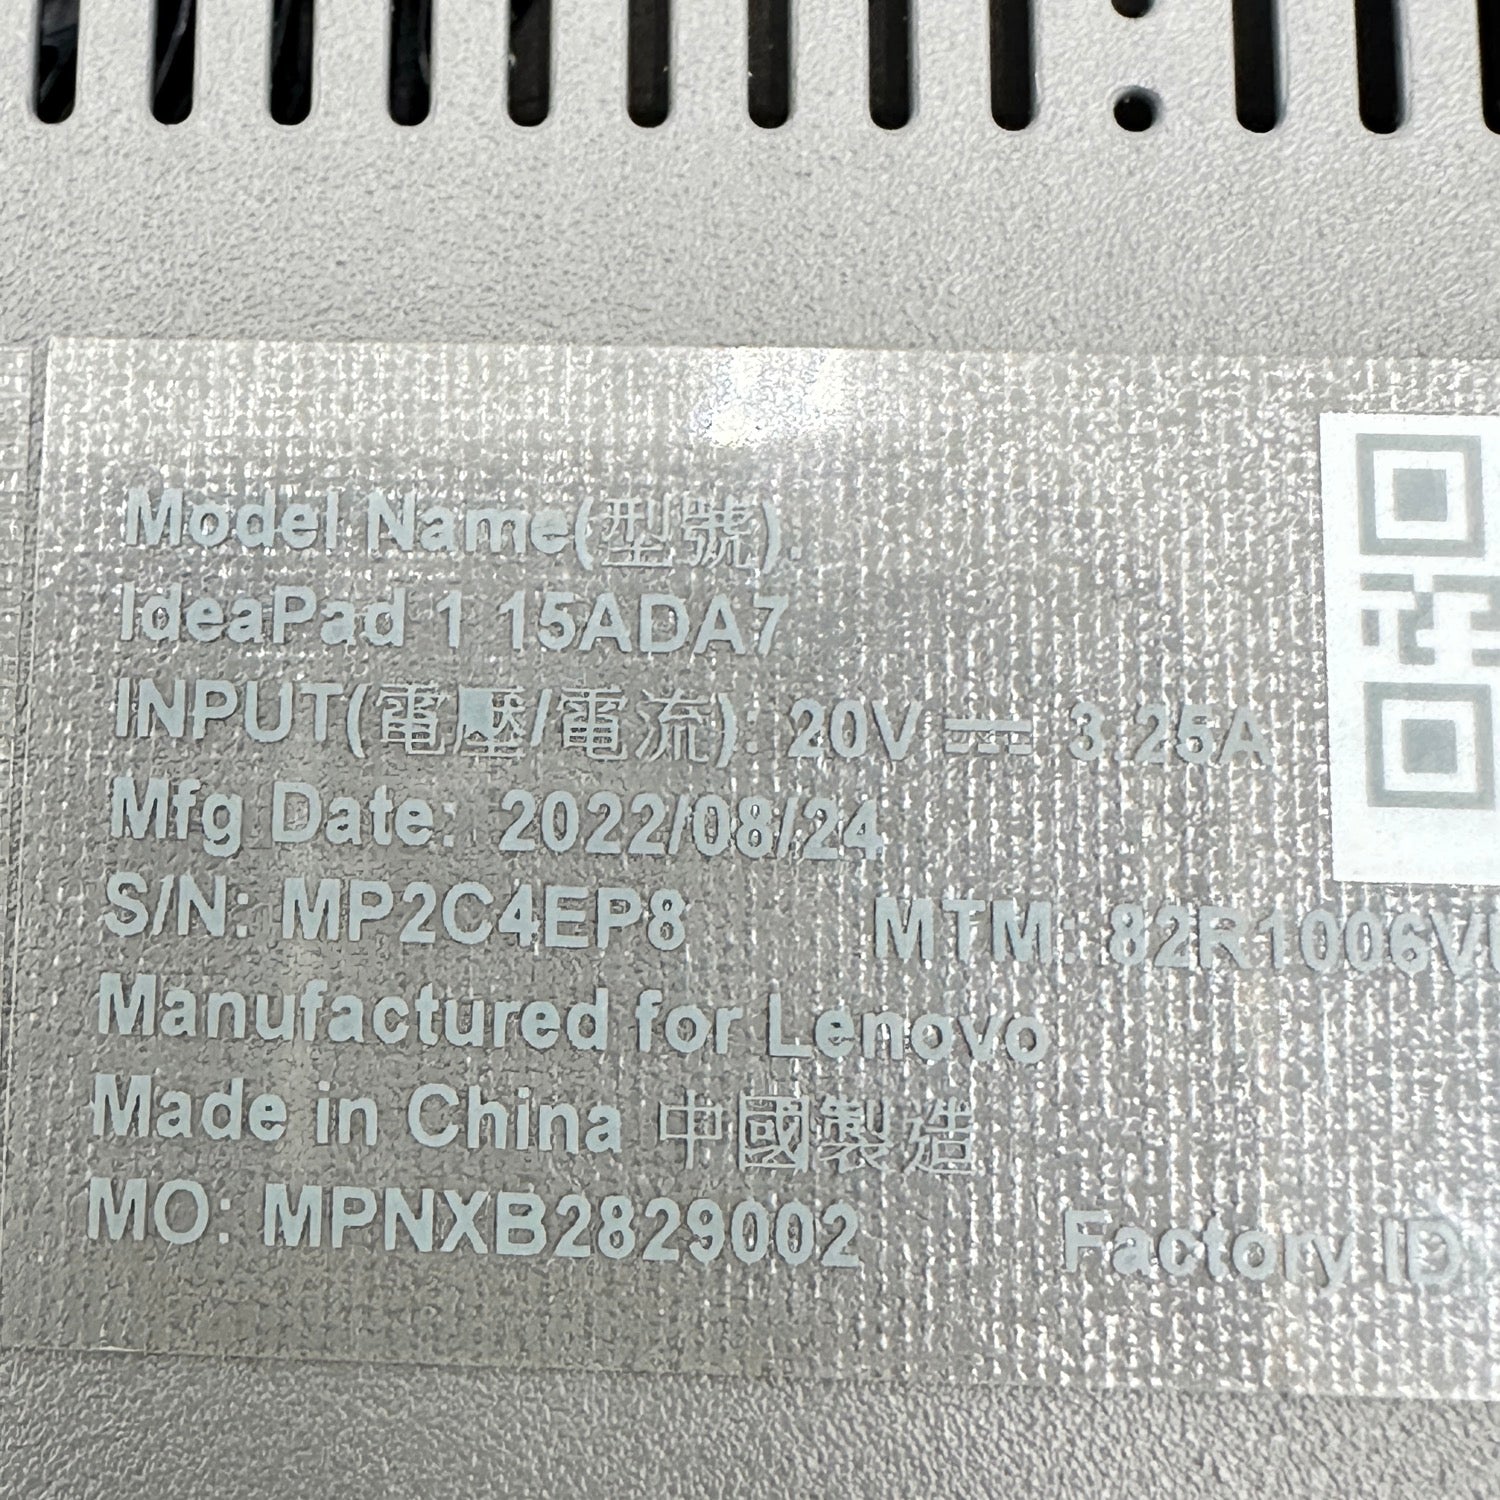 Model Name(型號):
IdeaPad 1 15ADA7
INPUT(電壓/電流): 20V ⎓ 3.25A
Mfg Date: 2022/08/24
S/N: MP2C4EP8 MTM:
Manufactured for Lenovo
Made in China 中國製造
MO: MPNXB2829002 Factory ID